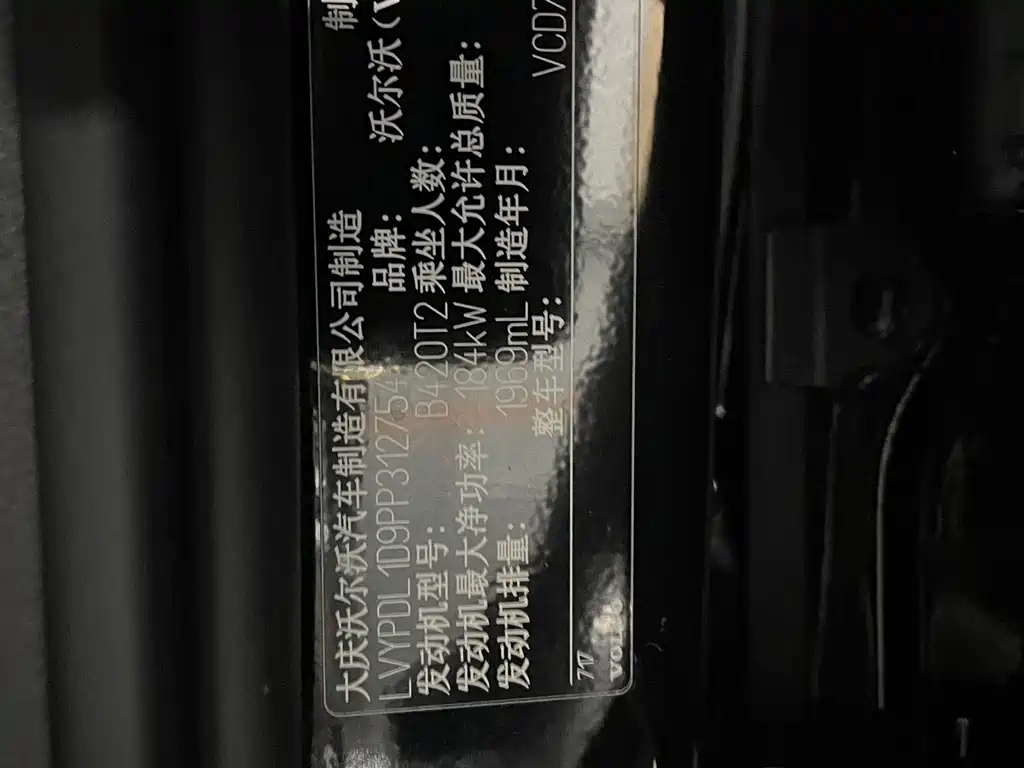 大庆沃尔沃汽车制造有限公司制造 制
LVYPDL1D9PP312754 品牌: 沃尔沃(V
发动机型号: B420T2 乘坐人数:
发动机最大净功率: 184kW 最大允许总质量:
发动机排量: 1969mL 制造年月:
整车型号: VCD7
717
VOLVO